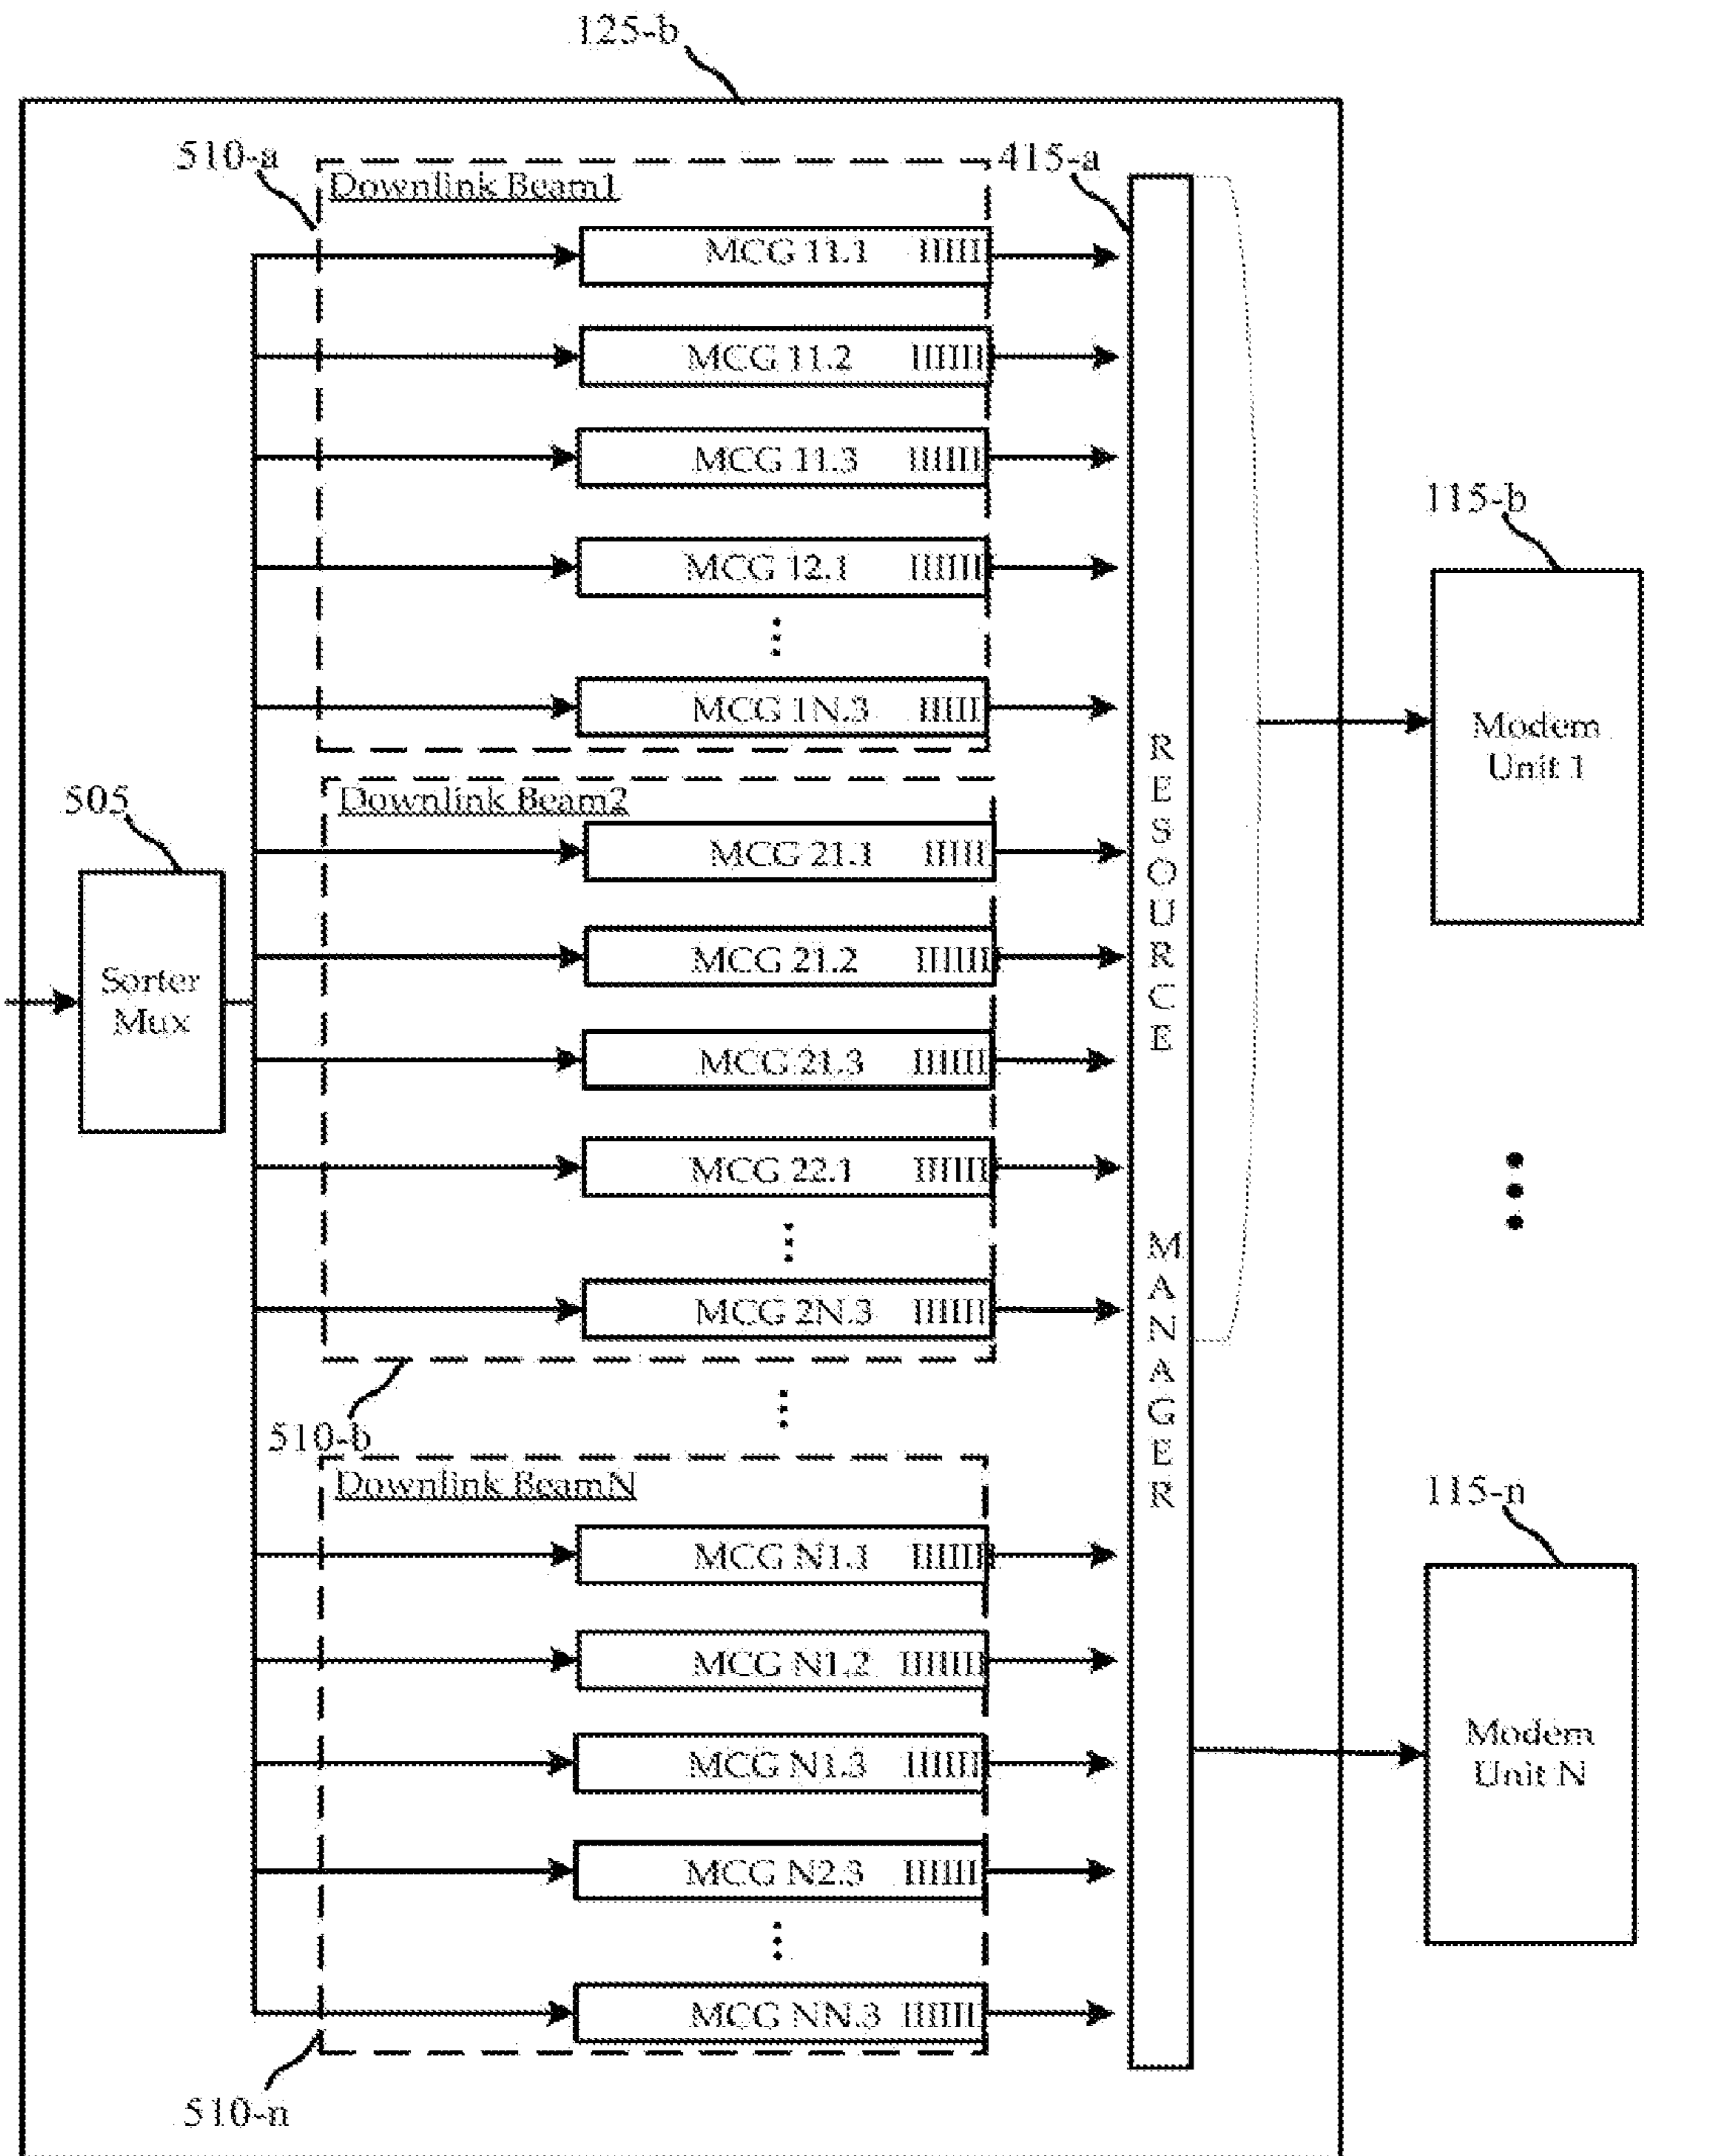 125-b
510-a
415-a
Downlink Beam1
MCG 11.1
MCG 11.2
MCG 11.3
MCG 12.1
MCG 1N.3
115-b
Modem
Unit 1
505
Sorter
Mux
Downlink Beam2
MCG 21.1
MCG 21.2
MCG 21.3
MCG 22.1
MCG 2N.3
510-b
RESOURCE MANAGER
Downlink BeamN
MCG N1.1
MCG N1.2
MCG N1.3
MCG N2.3
MCG NN.3
510-n
115-n
Modem
Unit N